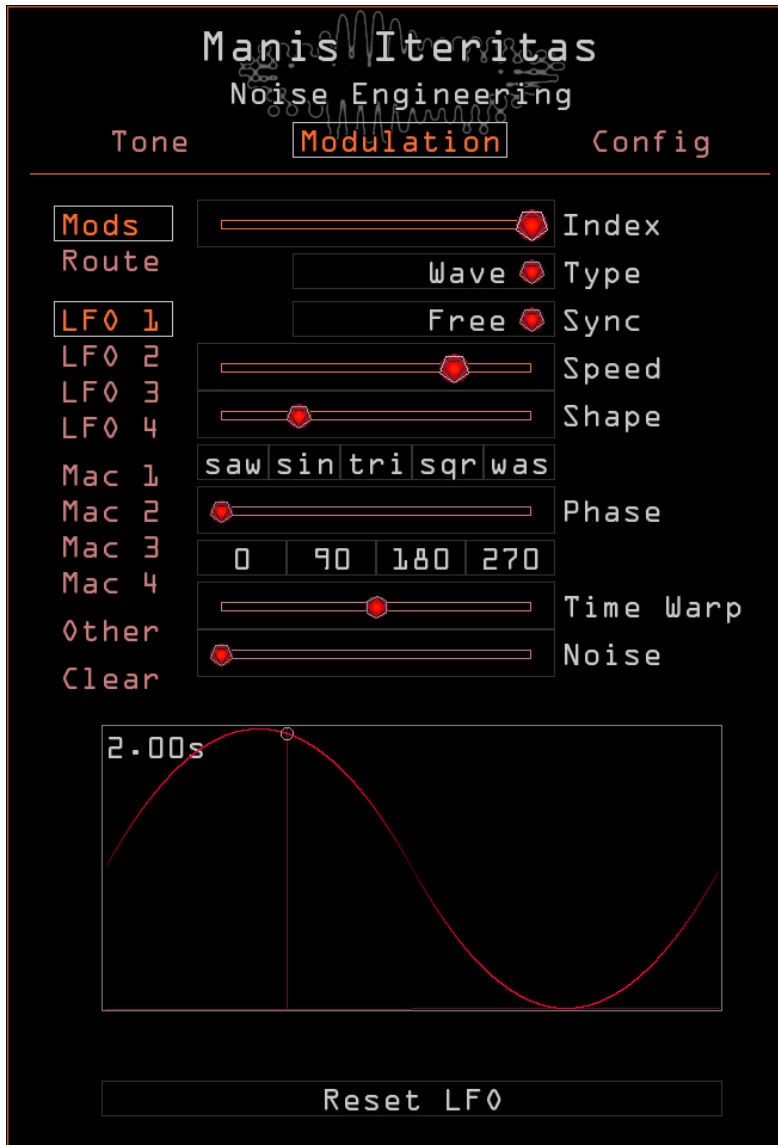 Manis Iteritas
Noise Engineering
Tone Modulation Config
Mods Index
Route Wave Type
LFO 1 Free Sync
LFO 2 Speed
LFO 3
LFO 4 Shape
saw sin tri sqr was
Mac 1
Mac 2 Phase
Mac 3
Mac 4 0 90 180 270
Time Warp
Other
Noise
Clear
2.00s
Reset LFO